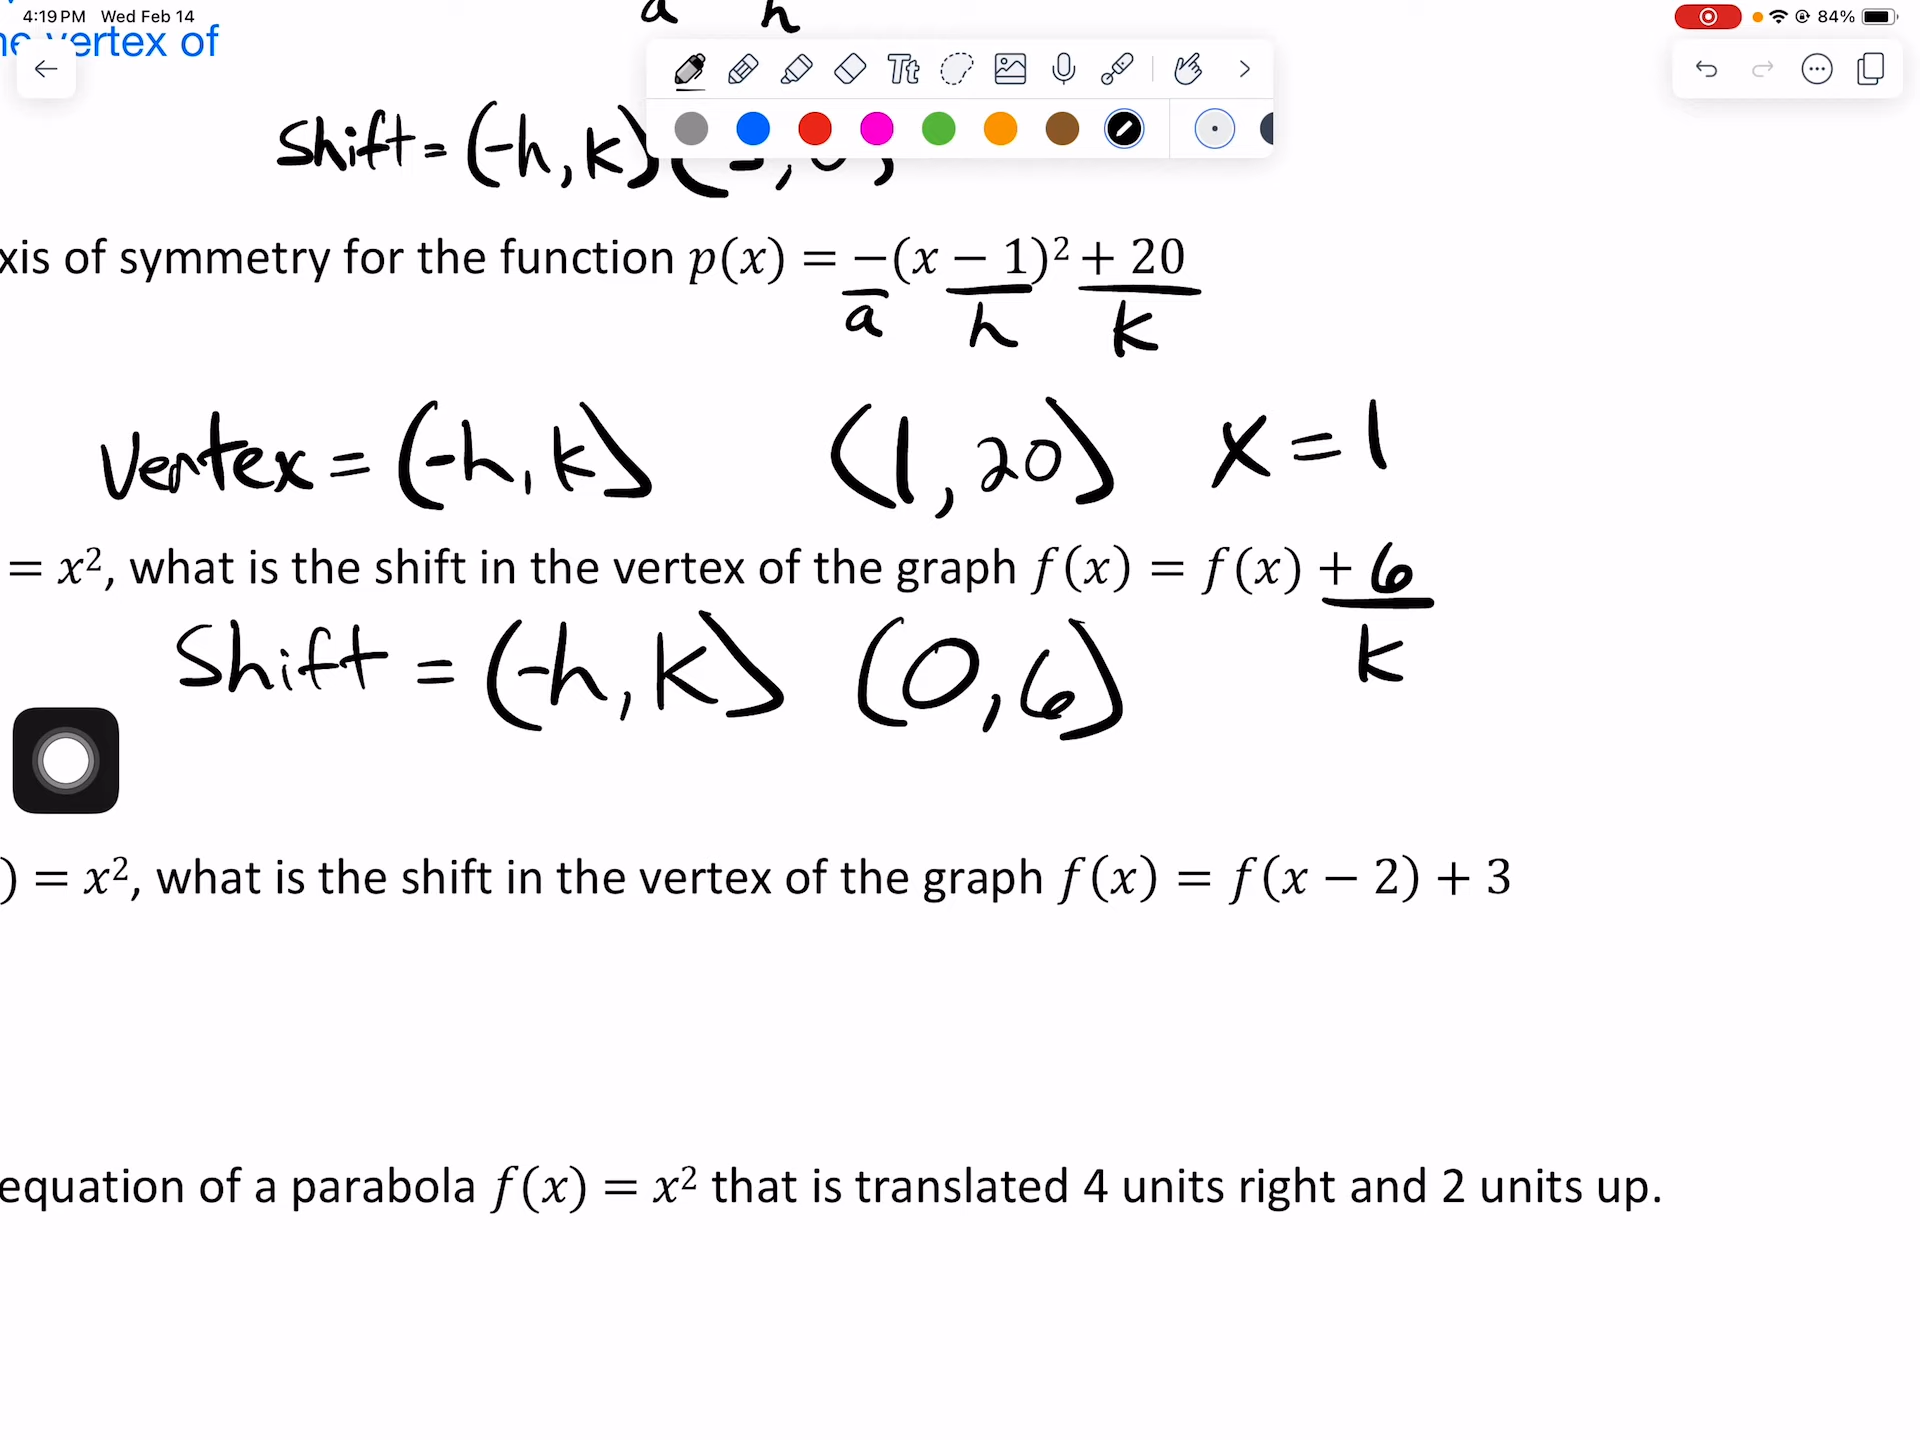 4:19 PM Wed Feb 14
84%
a h
vertex of
Tt
Shift = (-h, k)
xis of symmetry for the function p(x) = −(x − 1)² + 20
a h k
Vertex = (-h, k) (1, 20) x = 1
= x², what is the shift in the vertex of the graph f(x) = f(x) + 6
k
Shift = (-h, k) (0, 6)
) = x², what is the shift in the vertex of the graph f(x) = f(x − 2) + 3
equation of a parabola f(x) = x² that is translated 4 units right and 2 units up.